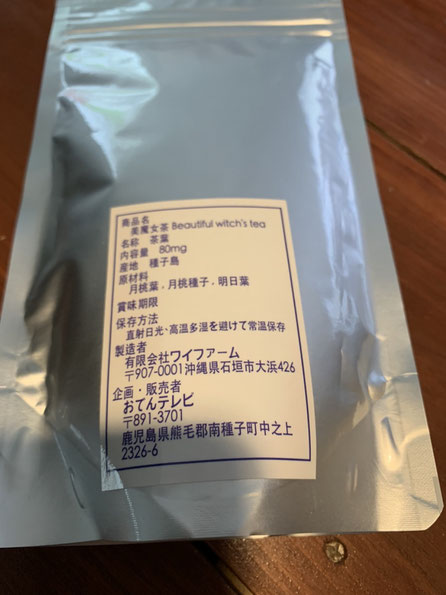 商品名
美魔女茶 Beautiful witch's tea
名称 茶葉
内容量 80mg
産地 種子島
原材料
月桃葉．月桃種子．明日葉
賞味期限
保存方法
直射日光、高温多湿を避けて常温保存
製造者
有限会社ワイファーム
〒907-0001沖縄県石垣市大浜426
企画・販売者
おてんテレビ
〒891-3701
鹿児島県熊毛郡南種子町中之上
2326-6